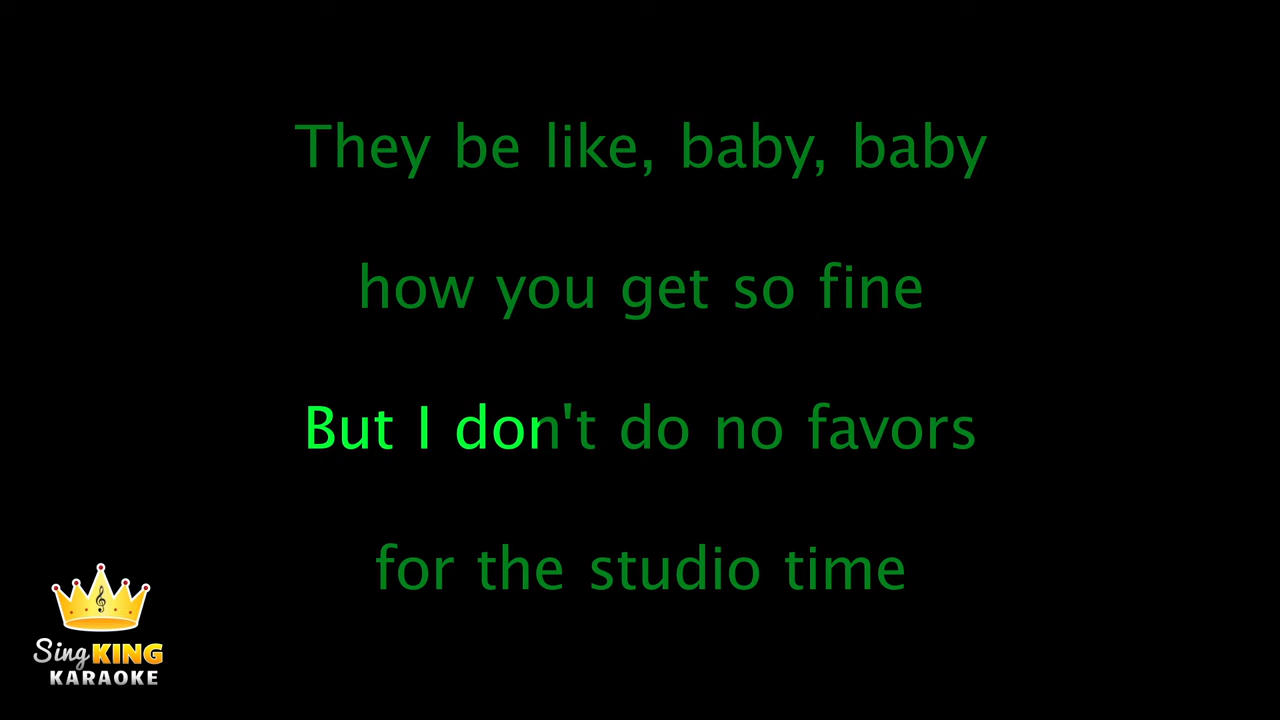 They be like, baby, baby
how you get so fine
But I don't do no favors
for the studio time
Sing KING
KARAOKE